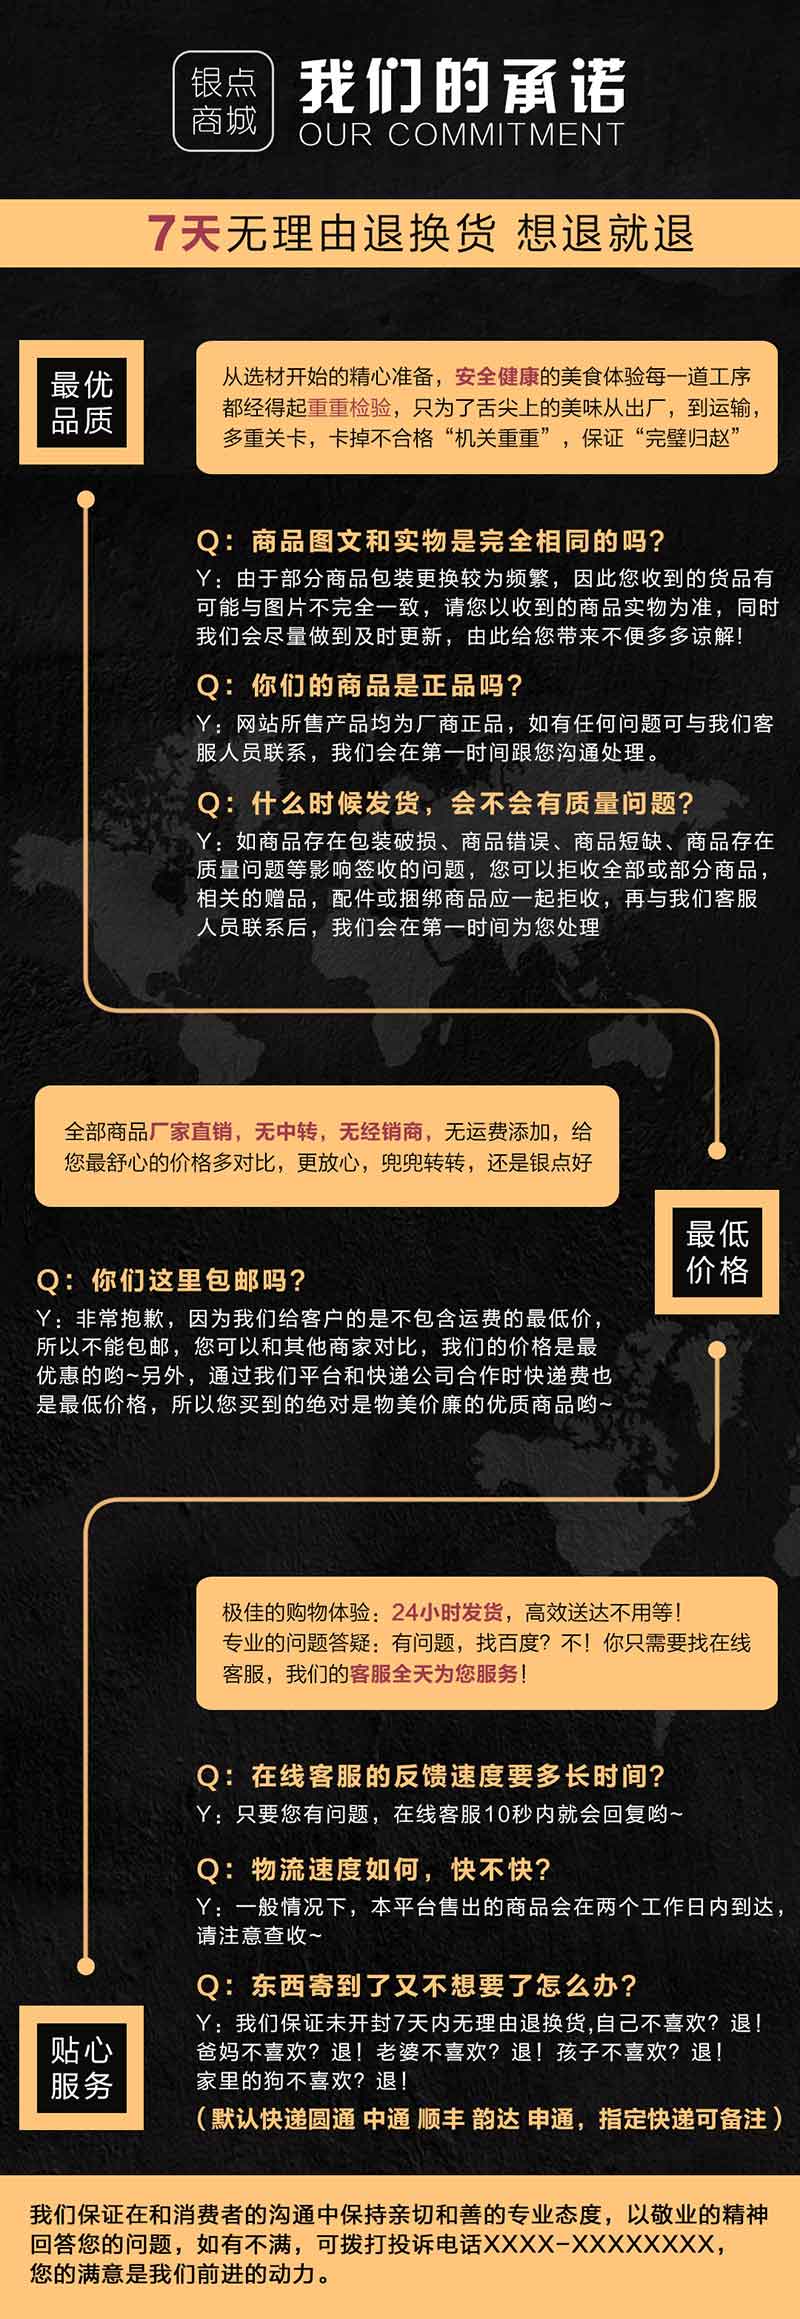 银点
商城
我们的承诺
OUR COMMITMENT
7天无理由退换货 想退就退
最优
品质
从选材开始的精心准备，安全健康的美食体验每一道工序
都经得起重重检验，只为了舌尖上的美味从出厂，到运输，
多重关卡，卡掉不合格“机关重重”，保证“完璧归赵”
Q：商品图文和实物是完全相同的吗？
Y：由于部分商品包装更换较为频繁，因此您收到的货品有
可能与图片不完全一致，请您以收到的商品实物为准，同时
我们会尽量做到及时更新，由此给您带来不便多多谅解！
Q：你们的商品是正品吗？
Y：网站所售产品均为厂商正品，如有任何问题可与我们客
服人员联系，我们会在第一时间跟您沟通处理。
Q：什么时候发货，会不会有质量问题？
Y：如商品存在包装破损、商品错误、商品短缺、商品存在
质量问题等影响签收的问题，您可以拒收全部或部分商品，
相关的赠品，配件或捆绑商品应一起拒收，再与我们客服
人员联系后，我们会在第一时间为您处理
全部商品厂家直销，无中转，无经销商，无运费添加，给
您最舒心的价格多对比，更放心，兜兜转转，还是银点好
最低
价格
Q：你们这里包邮吗？
Y：非常抱歉，因为我们给客户的是不包含运费的最低价，
所以不能包邮，您可以和其他商家对比，我们的价格是最
优惠的哟~另外，通过我们平台和快递公司合作时快递费也
是最低价格，所以您买到的绝对是物美价廉的优质商品哟~
极佳的购物体验：24小时发货，高效送达不用等！
专业的问题答疑：有问题，找百度？不！你只需要找在线
客服，我们的客服全天为您服务！
Q：在线客服的反馈速度要多长时间？
Y：只要您有问题，在线客服10秒内就会回复哟~
Q：物流速度如何，快不快？
Y：一般情况下，本平台售出的商品会在两个工作日内到达，
请注意查收~
Q：东西寄到了又不想要了怎么办？
Y：我们保证未开封7天内无理由退换货,自己不喜欢？退！
爸妈不喜欢？退！老婆不喜欢？退！孩子不喜欢？退！
家里的狗不喜欢？退！
（默认快递圆通 中通 顺丰 韵达 申通，指定快递可备注）
贴心
服务
我们保证在和消费者的沟通中保持亲切和善的专业态度，以敬业的精神
回答您的问题，如有不满，可拨打投诉电话XXXX-XXXXXXXX，
您的满意是我们前进的动力。